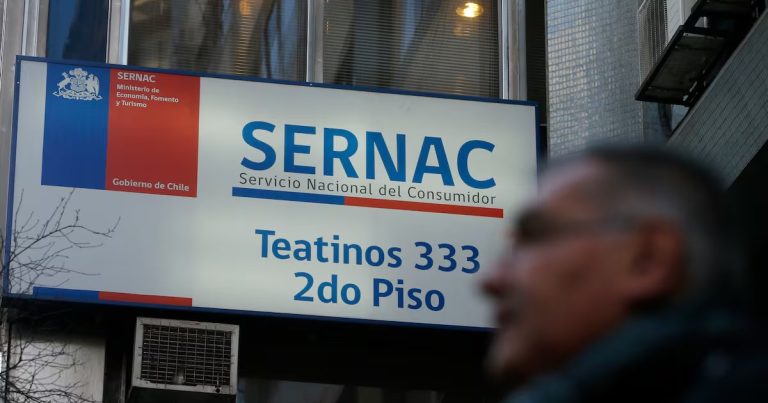 SERNAC
Ministerio de
Economía, Fomento
y Turismo
Gobierno de Chile
SERNAC
Servicio Nacional del Consumidor
Teatinos 333
2do Piso